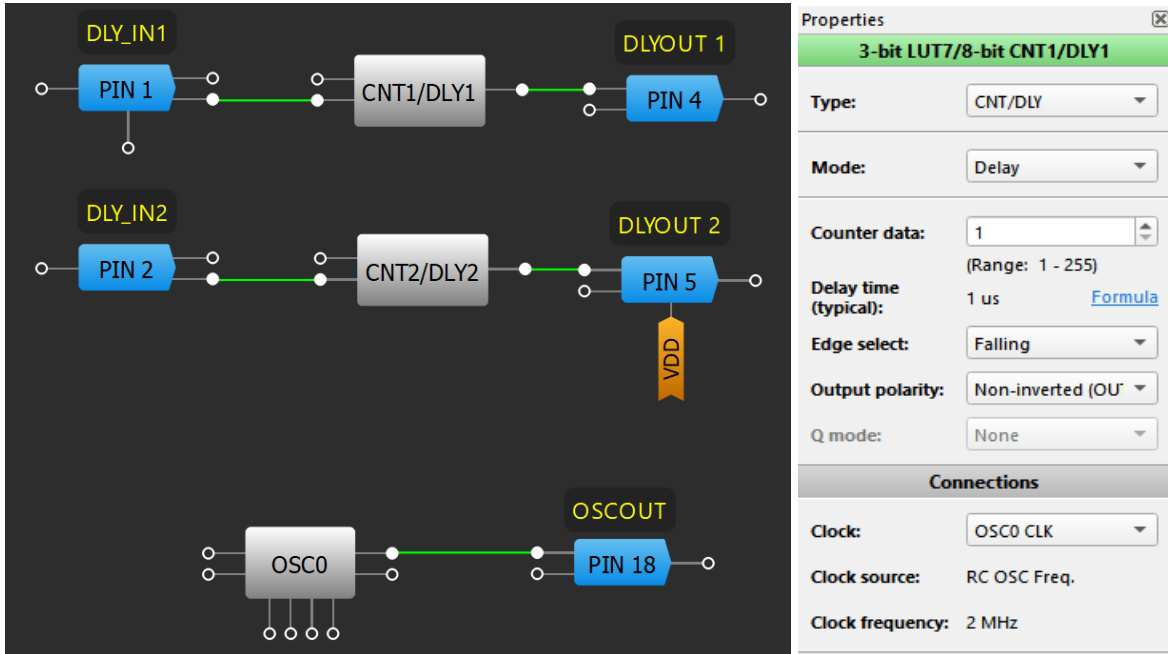 DLY_IN1
DLYOUT 1
PIN 1
CNT1/DLY1
PIN 4
DLY_IN2
DLYOUT 2
PIN 2
CNT2/DLY2
PIN 5
VDD
OSCOUT
OSC0
PIN 18
Properties
3-bit LUT7/8-bit CNT1/DLY1
Type: CNT/DLY
Mode: Delay
Counter data: 1
(Range: 1 - 255)
Delay time
(typical): 1 us Formula
Edge select: Falling
Output polarity: Non-inverted (OU
Q mode: None
Connections
Clock: OSC0 CLK
Clock source: RC OSC Freq.
Clock frequency: 2 MHz